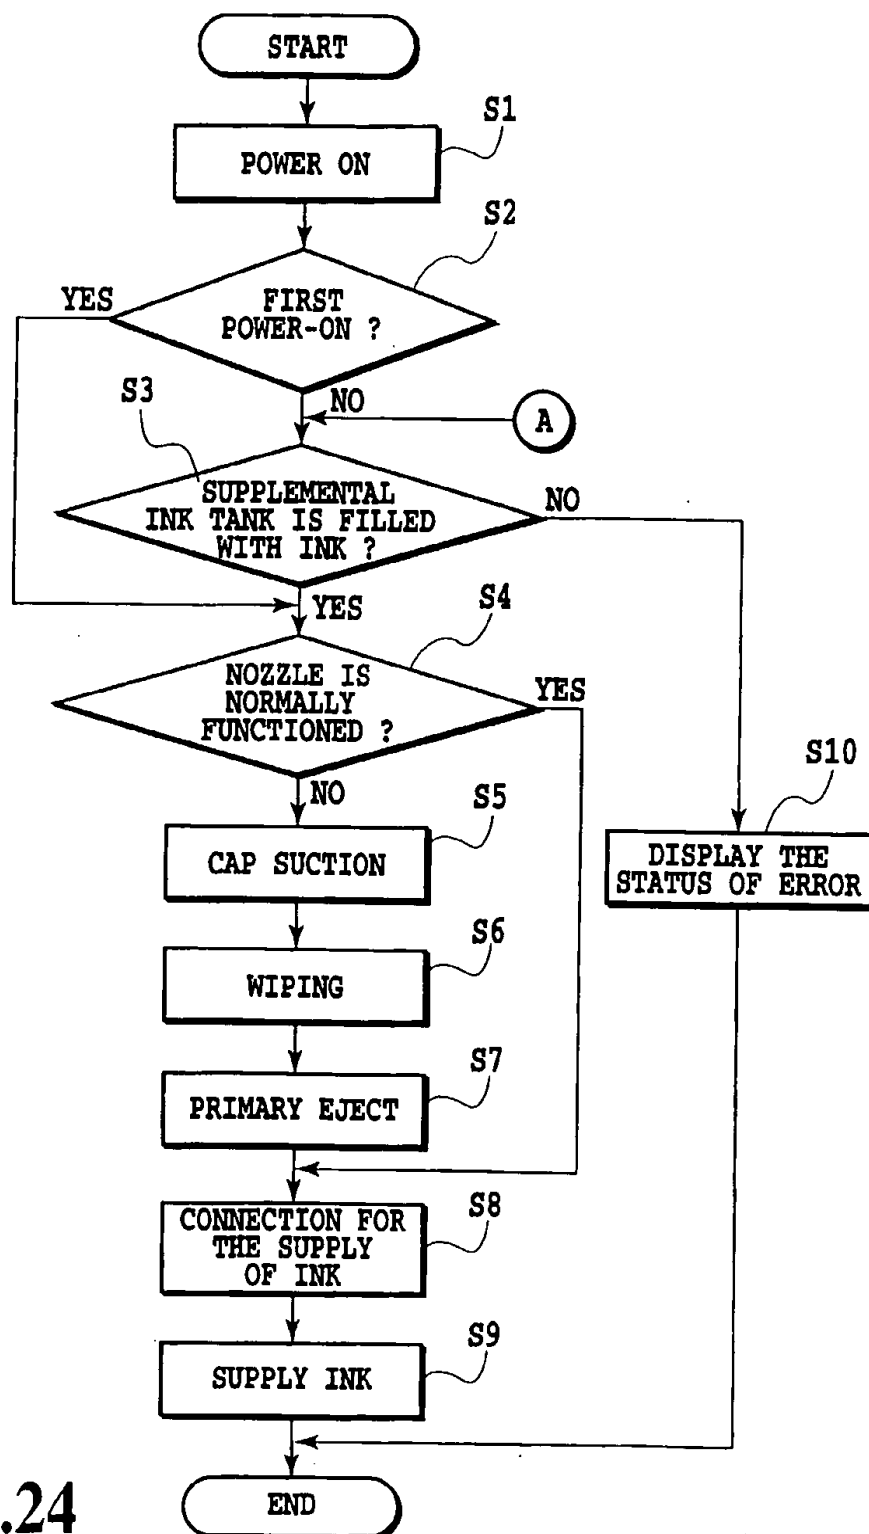 START
S1
POWER ON
S2
YES
FIRST
POWER-ON ?
S3
NO
A
SUPPLEMENTAL
INK TANK IS FILLED
WITH INK ?
NO
YES
S4
NOZZLE IS
NORMALLY
FUNCTIONED ?
YES
NO
S5
CAP SUCTION
S10
DISPLAY THE
STATUS OF ERROR
S6
WIPING
S7
PRIMARY EJECT
S8
CONNECTION FOR
THE SUPPLY
OF INK
S9
SUPPLY INK
END
.24